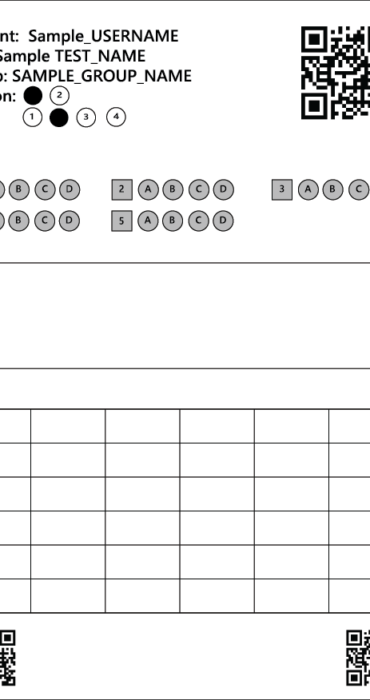 nt: Sample_USERNAME
Sample TEST_NAME
p: SAMPLE_GROUP_NAME
on: 2
1 3 4
B C D 2 A B C D 3 A B C
B C D 5 A B C D